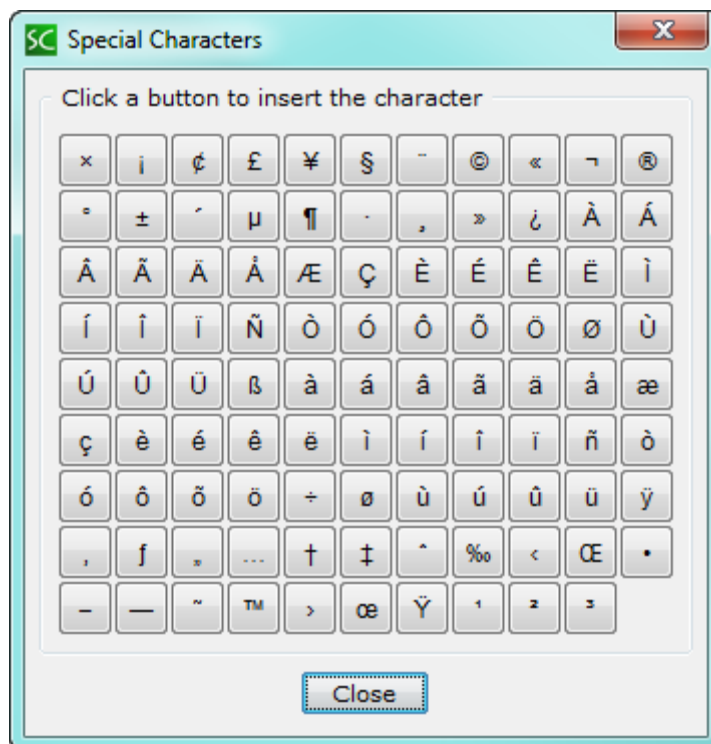 SC Special Characters X
Click a button to insert the character
× ¡ ¢ £ ¥ § ¨ © « ¬ ®
° ± ´ µ ¶ · ¸ » ¿ À Á
Â Ã Ä Å Æ Ç È É Ê Ë Ì
Í Î Ï Ñ Ò Ó Ô Õ Ö Ø Ù
Ú Û Ü ß à á â ã ä å æ
ç è é ê ë ì í î ï ñ ò
ó ô õ ö ÷ ø ù ú û ü ÿ
‚ ƒ „ … † ‡ ˆ ‰ ‹ Œ •
– — ˜ ™ › œ Ÿ ¹ ² ³
Close